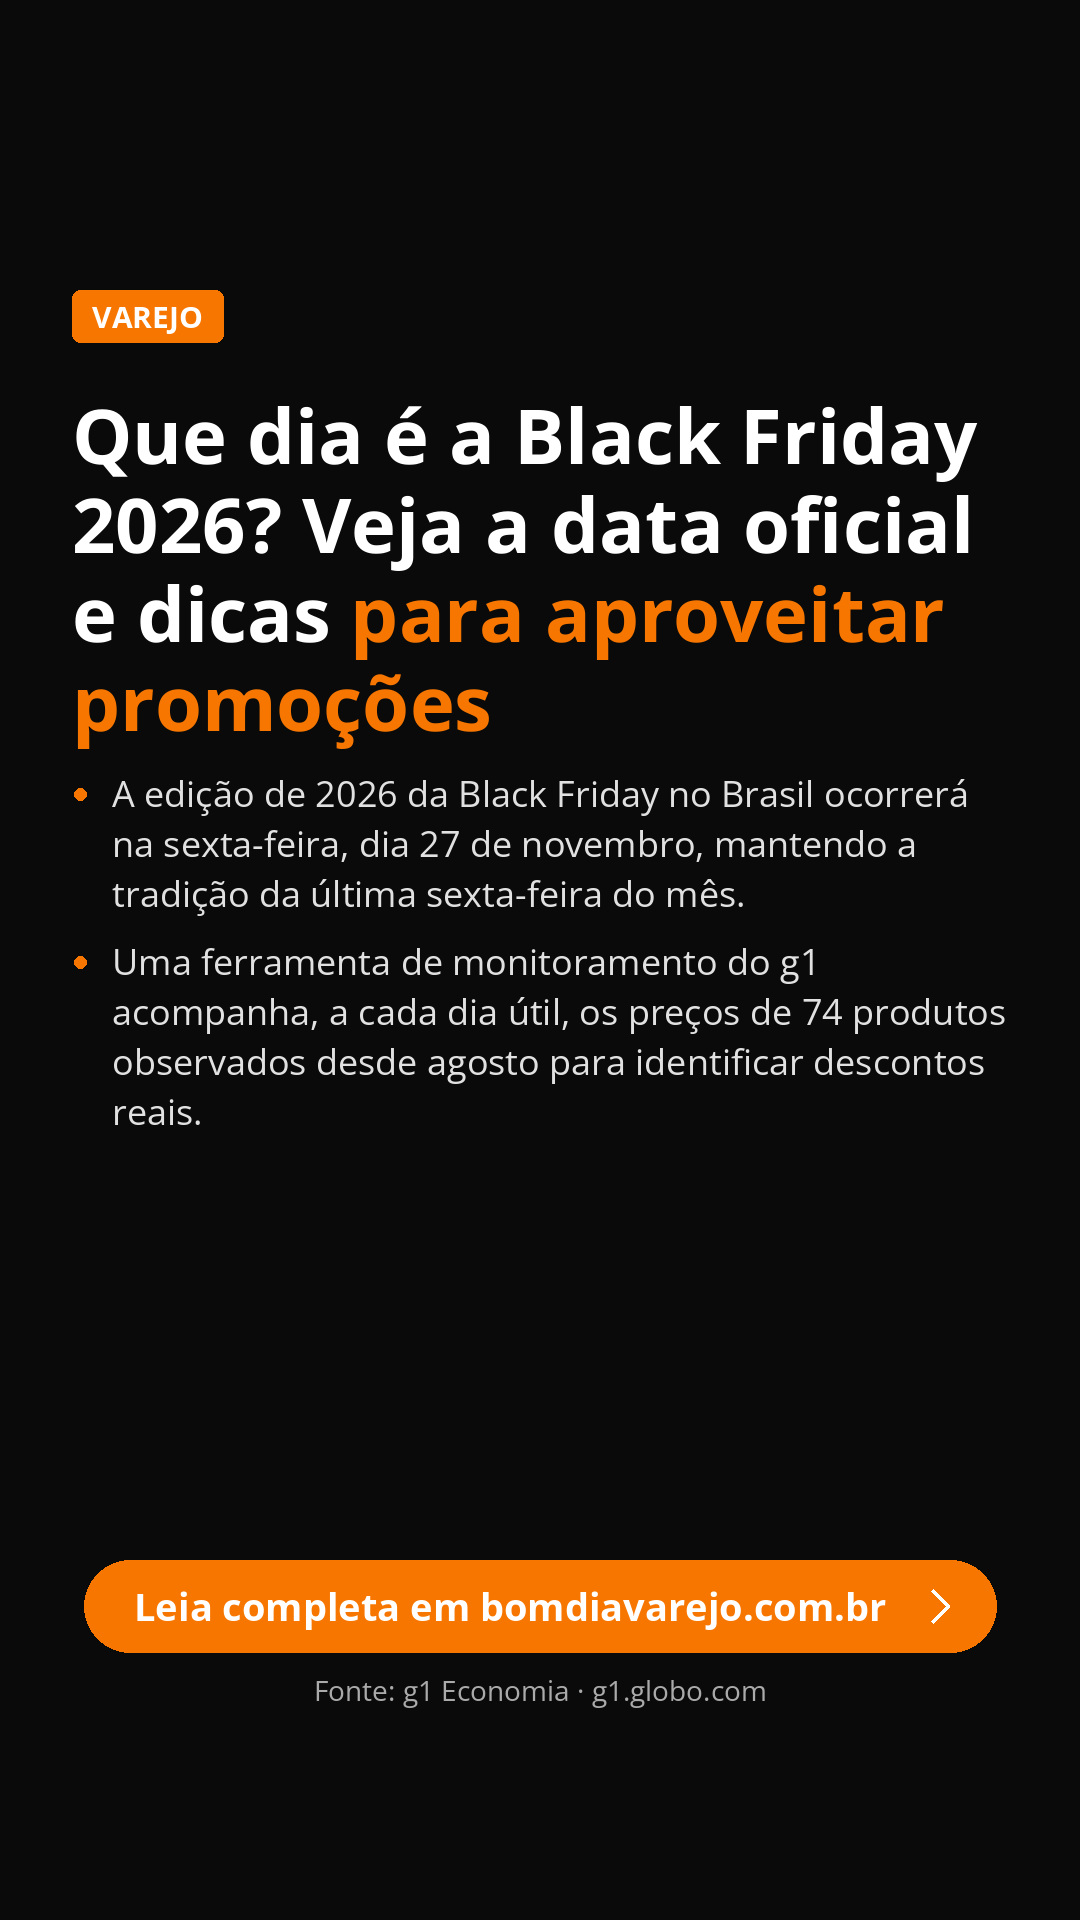 VAREJO
Que dia é a Black Friday
2026? Veja a data oficial
e dicas para aproveitar
promoções
• A edição de 2026 da Black Friday no Brasil ocorrerá
na sexta-feira, dia 27 de novembro, mantendo a
tradição da última sexta-feira do mês.
• Uma ferramenta de monitoramento do g1
acompanha, a cada dia útil, os preços de 74 produtos
observados desde agosto para identificar descontos
reais.
Leia completa em bomdiavarejo.com.br
Fonte: g1 Economia · g1.globo.com